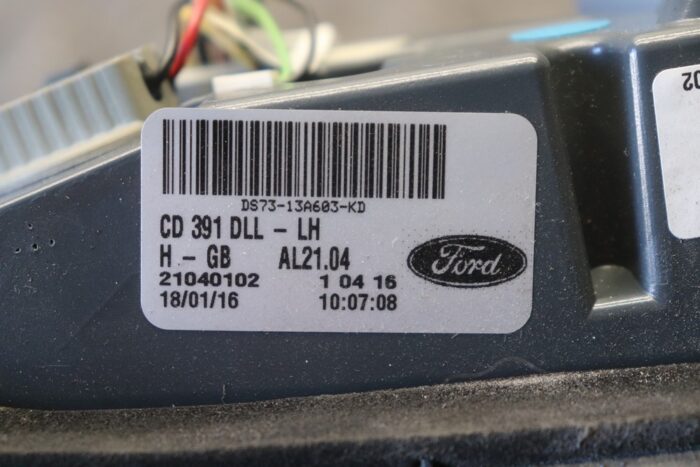 DS73-13A603-KD
CD 391 DLL - LH
H - GB AL21.04
21040102 1 04 16
18/01/16 10:07:08
Ford
02